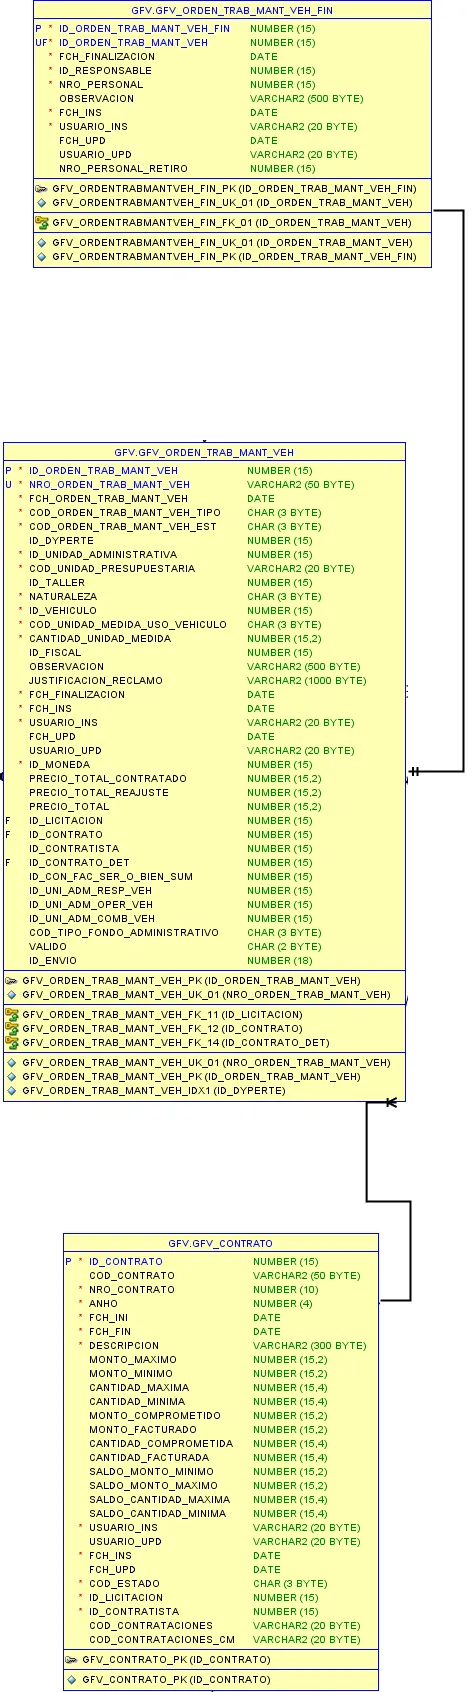 GFV.GFV_ORDEN_TRAB_MANT_VEH_FIN
P * ID_ORDEN_TRAB_MANT_VEH_FIN NUMBER (15)
UF * ID_ORDEN_TRAB_MANT_VEH NUMBER (15)
* FCH_FINALIZACION DATE
* ID_RESPONSABLE NUMBER (15)
* NRO_PERSONAL NUMBER (15)
OBSERVACION VARCHAR2 (500 BYTE)
* FCH_INS DATE
* USUARIO_INS VARCHAR2 (20 BYTE)
FCH_UPD DATE
USUARIO_UPD VARCHAR2 (20 BYTE)
NRO_PERSONAL_RETIRO NUMBER (15)
GFV_ORDENTRABMANTVEH_FIN_PK (ID_ORDEN_TRAB_MANT_VEH_FIN)
GFV_ORDENTRABMANTVEH_FIN_UK_01 (ID_ORDEN_TRAB_MANT_VEH)
GFV_ORDENTRABMANTVEH_FIN_FK_01 (ID_ORDEN_TRAB_MANT_VEH)
GFV_ORDENTRABMANTVEH_FIN_UK_01 (ID_ORDEN_TRAB_MANT_VEH)
GFV_ORDENTRABMANTVEH_FIN_PK (ID_ORDEN_TRAB_MANT_VEH_FIN)
GFV.GFV_ORDEN_TRAB_MANT_VEH
P * ID_ORDEN_TRAB_MANT_VEH NUMBER (15)
U * NRO_ORDEN_TRAB_MANT_VEH VARCHAR2 (50 BYTE)
* FCH_ORDEN_TRAB_MANT_VEH DATE
* COD_ORDEN_TRAB_MANT_VEH_TIPO CHAR (3 BYTE)
* COD_ORDEN_TRAB_MANT_VEH_EST CHAR (3 BYTE)
ID_DYPERTE NUMBER (15)
* ID_UNIDAD_ADMINISTRATIVA NUMBER (15)
* COD_UNIDAD_PRESUPUESTARIA VARCHAR2 (20 BYTE)
ID_TALLER NUMBER (15)
* NATURALEZA CHAR (3 BYTE)
* ID_VEHICULO NUMBER (15)
* COD_UNIDAD_MEDIDA_USO_VEHICULO CHAR (3 BYTE)
* CANTIDAD_UNIDAD_MEDIDA NUMBER (15,2)
ID_FISCAL NUMBER (15)
OBSERVACION VARCHAR2 (500 BYTE)
JUSTIFICACION_RECLAMO VARCHAR2 (1000 BYTE)
* FCH_FINALIZACION DATE
* FCH_INS DATE
* USUARIO_INS VARCHAR2 (20 BYTE)
FCH_UPD DATE
USUARIO_UPD VARCHAR2 (20 BYTE)
* ID_MONEDA NUMBER (15)
PRECIO_TOTAL_CONTRATADO NUMBER (15,2)
PRECIO_TOTAL_REAJUSTE NUMBER (15,2)
PRECIO_TOTAL NUMBER (15,2)
F ID_LICITACION NUMBER (15)
F ID_CONTRATO NUMBER (15)
ID_CONTRATISTA NUMBER (15)
F ID_CONTRATO_DET NUMBER (15)
ID_CON_FAC_SER_O_BIEN_SUM NUMBER (15)
ID_UNI_ADM_RESP_VEH NUMBER (15)
ID_UNI_ADM_OPER_VEH NUMBER (15)
ID_UNI_ADM_COMB_VEH NUMBER (15)
COD_TIPO_FONDO_ADMINISTRATIVO CHAR (3 BYTE)
VALIDO CHAR (2 BYTE)
ID_ENVIO NUMBER (18)
GFV_ORDEN_TRAB_MANT_VEH_PK (ID_ORDEN_TRAB_MANT_VEH)
GFV_ORDEN_TRAB_MANT_VEH_UK_01 (NRO_ORDEN_TRAB_MANT_VEH)
GFV_ORDEN_TRAB_MANT_VEH_FK_11 (ID_LICITACION)
GFV_ORDEN_TRAB_MANT_VEH_FK_12 (ID_CONTRATO)
GFV_ORDEN_TRAB_MANT_VEH_FK_14 (ID_CONTRATO_DET)
GFV_ORDEN_TRAB_MANT_VEH_UK_01 (NRO_ORDEN_TRAB_MANT_VEH)
GFV_ORDEN_TRAB_MANT_VEH_PK (ID_ORDEN_TRAB_MANT_VEH)
GFV_ORDEN_TRAB_MANT_VEH_IDX1 (ID_DYPERTE)
GFV.GFV_CONTRATO
P * ID_CONTRATO NUMBER (15)
COD_CONTRATO VARCHAR2 (50 BYTE)
* NRO_CONTRATO NUMBER (10)
* ANHO NUMBER (4)
* FCH_INI DATE
* FCH_FIN DATE
* DESCRIPCION VARCHAR2 (300 BYTE)
MONTO_MAXIMO NUMBER (15,2)
MONTO_MINIMO NUMBER (15,2)
CANTIDAD_MAXIMA NUMBER (15,4)
CANTIDAD_MINIMA NUMBER (15,4)
MONTO_COMPROMETIDO NUMBER (15,2)
MONTO_FACTURADO NUMBER (15,2)
CANTIDAD_COMPROMETIDA NUMBER (15,4)
CANTIDAD_FACTURADA NUMBER (15,4)
SALDO_MONTO_MINIMO NUMBER (15,2)
SALDO_MONTO_MAXIMO NUMBER (15,2)
SALDO_CANTIDAD_MAXIMA NUMBER (15,4)
SALDO_CANTIDAD_MINIMA NUMBER (15,4)
* USUARIO_INS VARCHAR2 (20 BYTE)
USUARIO_UPD VARCHAR2 (20 BYTE)
* FCH_INS DATE
FCH_UPD DATE
* COD_ESTADO CHAR (3 BYTE)
* ID_LICITACION NUMBER (15)
* ID_CONTRATISTA NUMBER (15)
COD_CONTRATACIONES VARCHAR2 (20 BYTE)
COD_CONTRATACIONES_CM VARCHAR2 (20 BYTE)
GFV_CONTRATO_PK (ID_CONTRATO)
GFV_CONTRATO_PK (ID_CONTRATO)